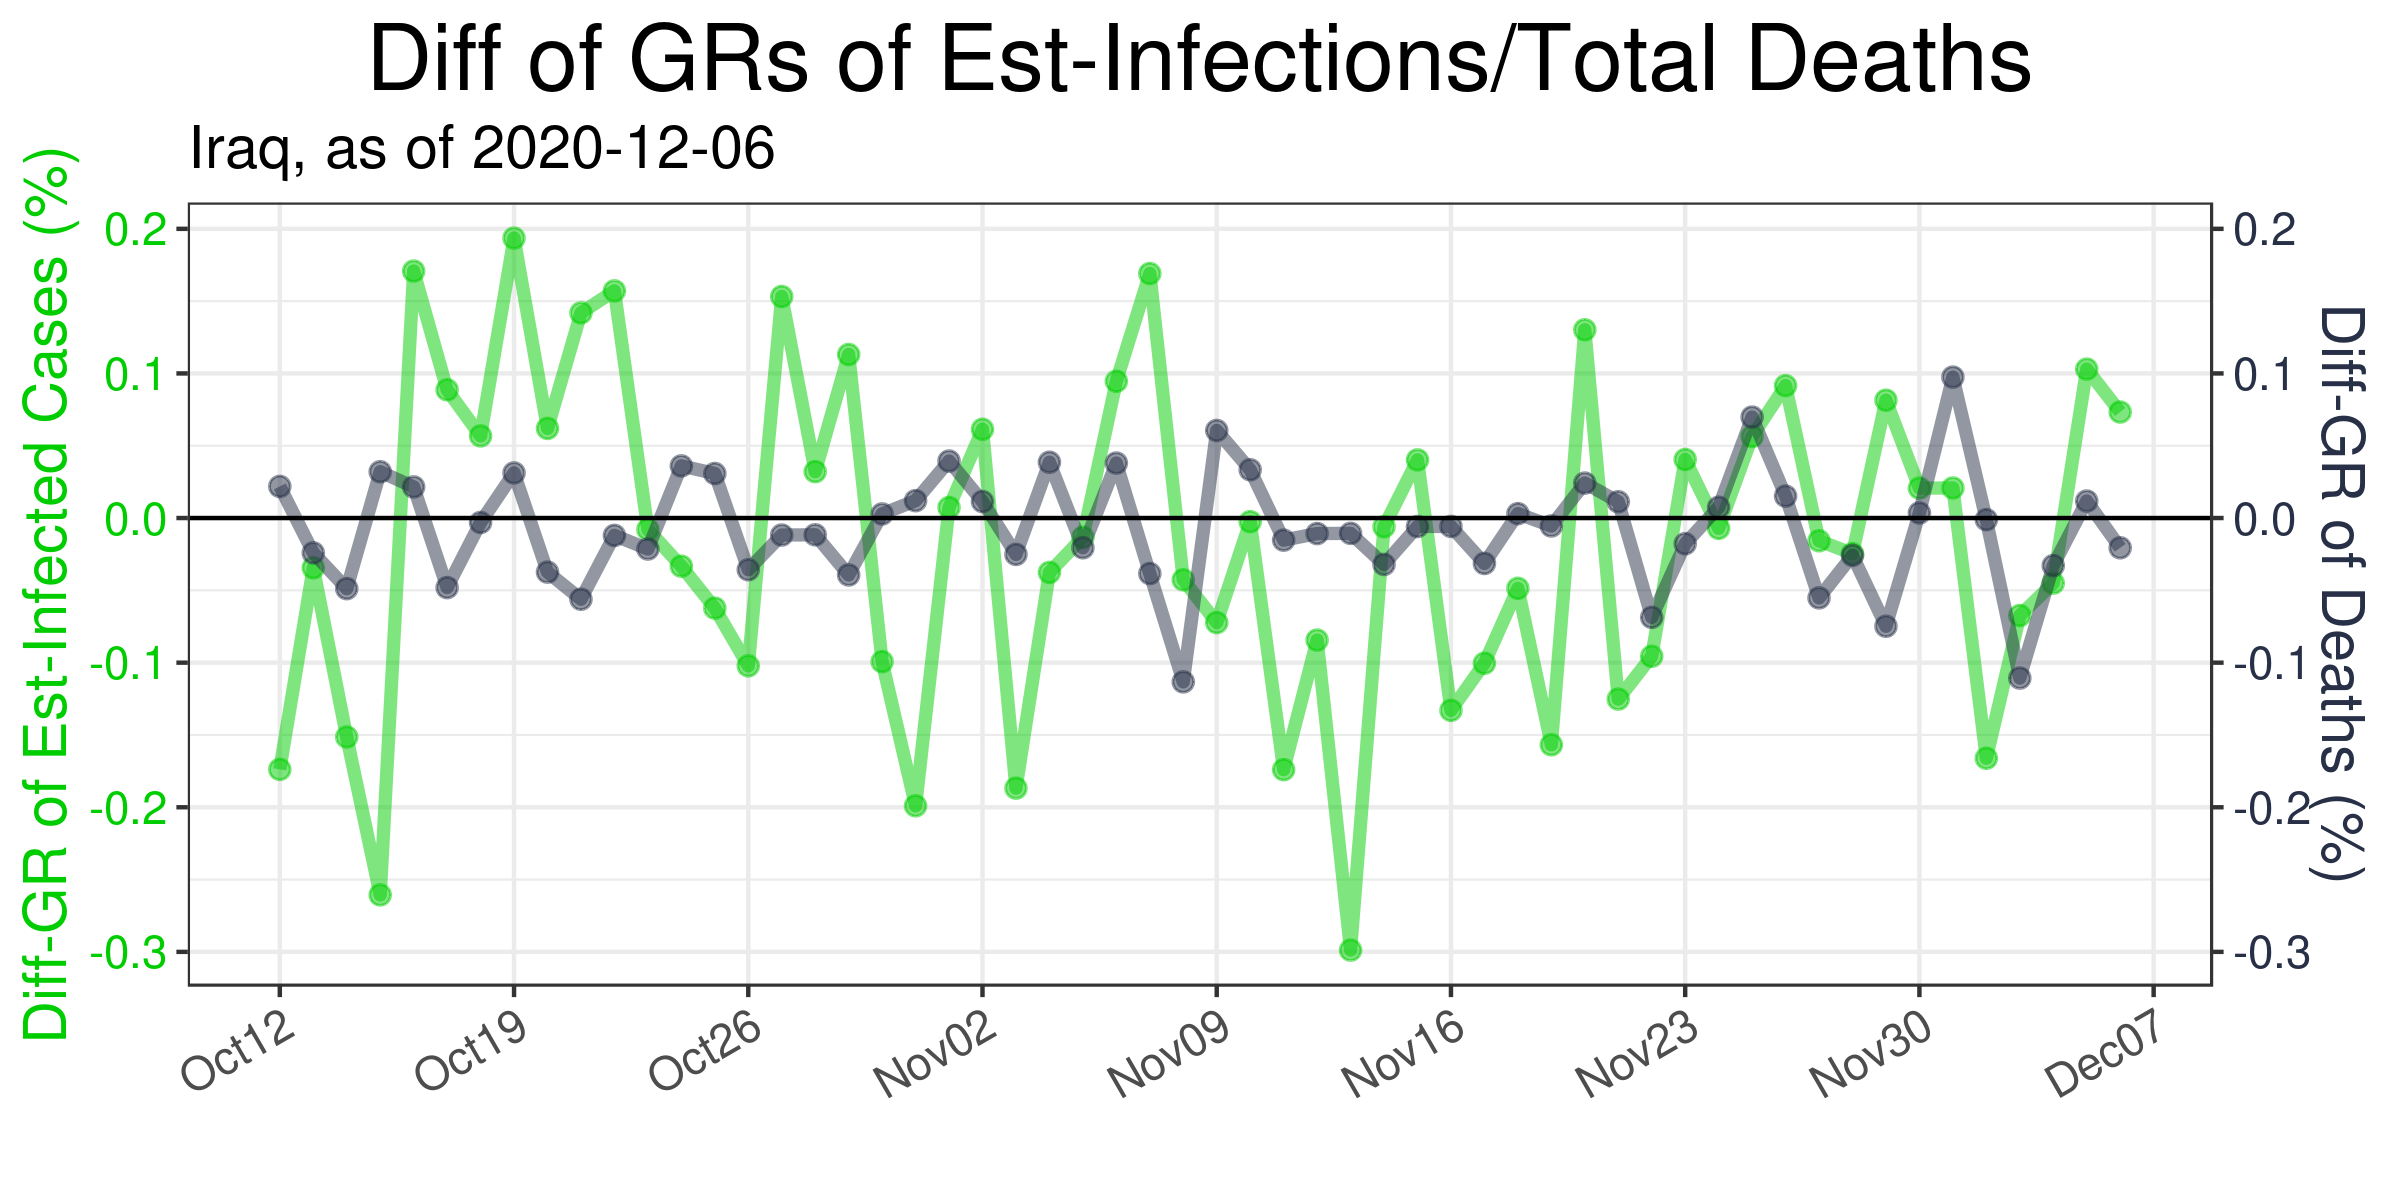 Diff of GRs of Est-Infections/Total Deaths
Iraq, as of 2020-12-06
Diff-GR of Est-Infected Cases (%)
0.2
0.1
0.0
-0.1
-0.2
-0.3
0.2
0.1
0.0
-0.1
-0.2
-0.3
Diff-GR of Deaths (%)
Oct12
Oct19
Oct26
Nov02
Nov09
Nov16
Nov23
Nov30
Dec07